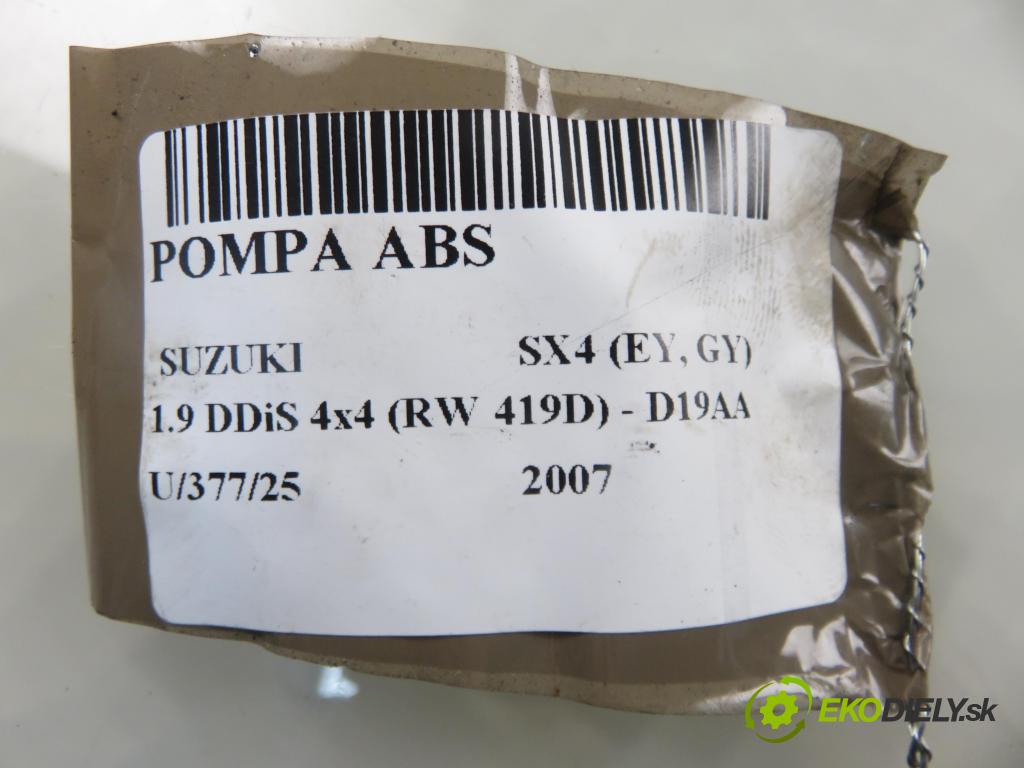 POMPA ABS
SUZUKI SX4 (EY, GY)
1.9 DDiS 4x4 (RW 419D) - D19AA
U/377/25 2007
EKODIELY.sk